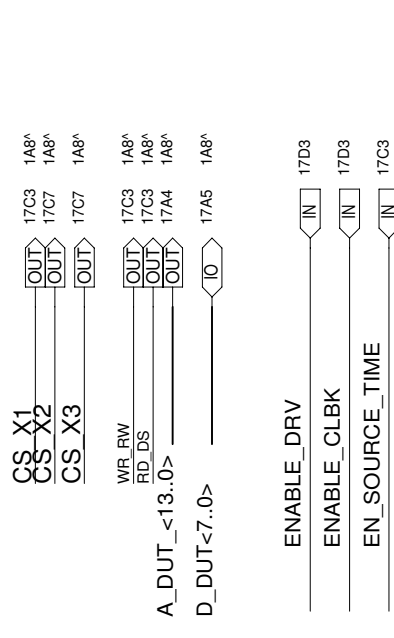 CS_X1 OUT 17C3 1A8^
CS_X2 OUT 17C7 1A8^
CS_X3 OUT 17C7 1A8^
WR_RW OUT 17C3 1A8^
RD_DS OUT 17C3 1A8^
A_DUT_<13..0> OUT 17A4 1A8^
D_DUT<7..0> IO 17A5 1A8^
ENABLE_DRV IN 17D3
ENABLE_CLBK IN 17D3
EN_SOURCE_TIME IN 17C3